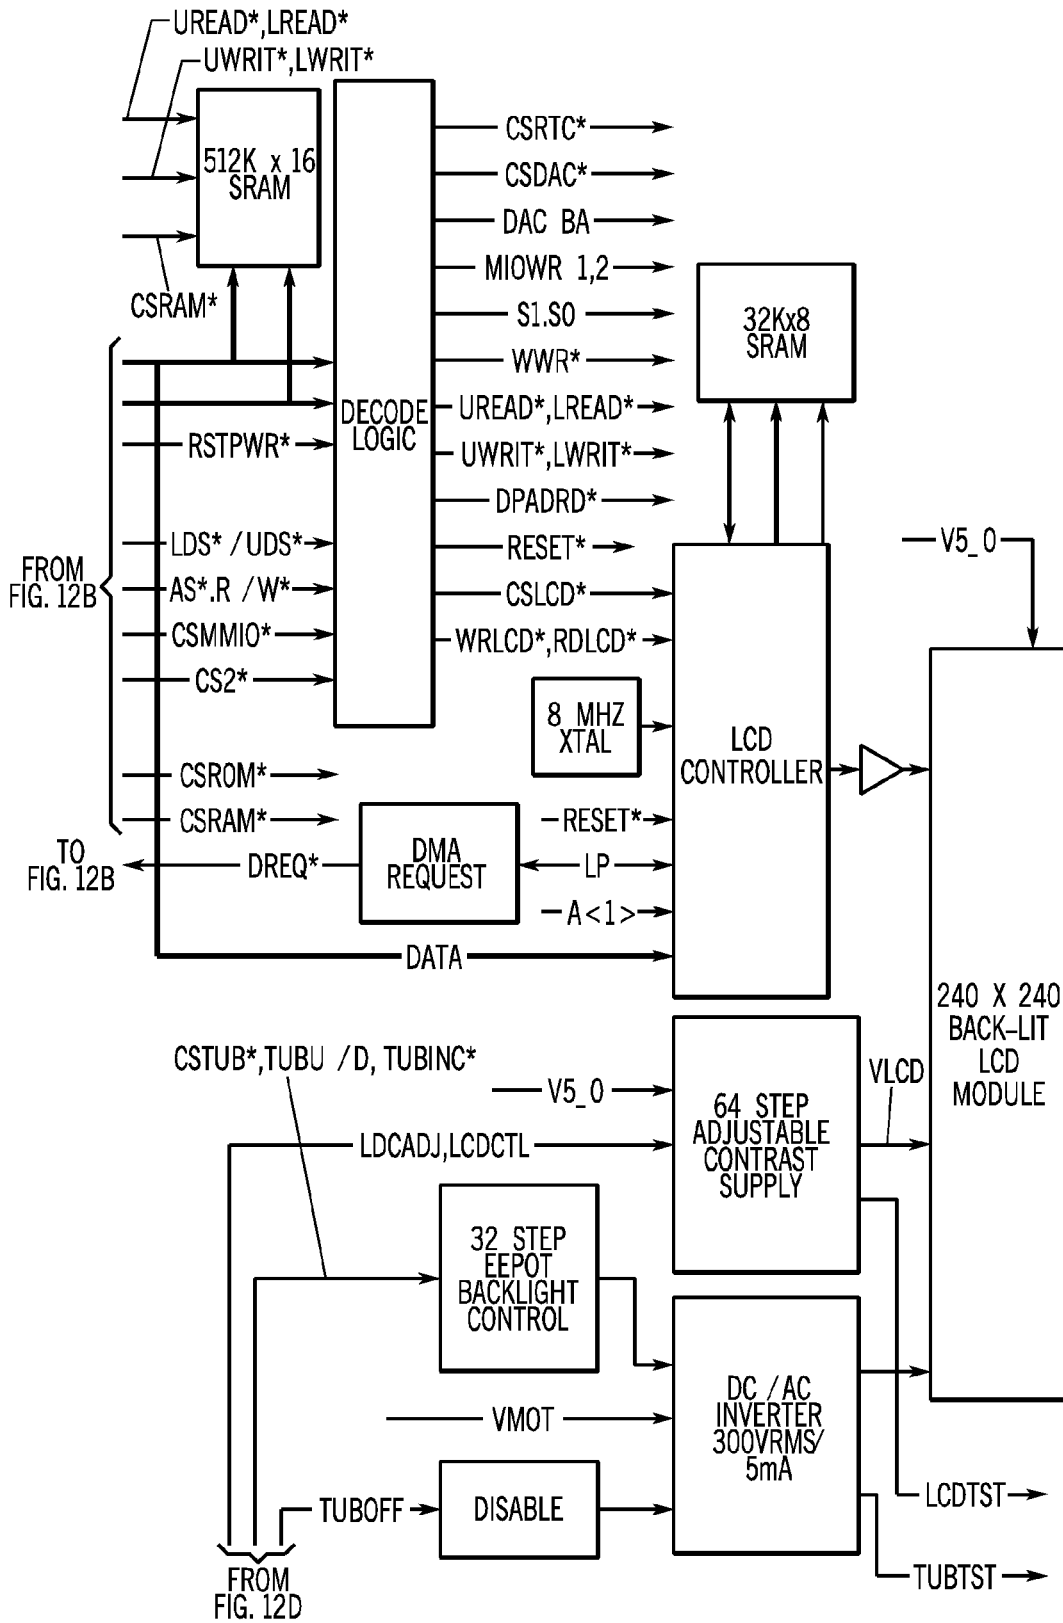 UREAD*,LREAD*
UWRIT*,LWRIT*
512K x 16
SRAM
CSRAM*
CSRTC*
CSDAC*
DAC BA
MIOWR 1,2
S1.S0
WWR*
UREAD*,LREAD*
UWRIT*,LWRIT*
DPADRD*
RESET*
CSLCD*
WRLCD*,RDLCD*
DECODE
LOGIC
32Kx8
SRAM
RSTPWR*
LDS* /UDS*
AS*.R /W*
CSMMIO*
CS2*
FROM
FIG. 12B
CSROM*
CSRAM*
TO
FIG. 12B
DREQ*
DMA
REQUEST
8 MHZ
XTAL
RESET*
LP
A<1>
DATA
LCD
CONTROLLER
V5_0
240 X 240
BACK-LIT
LCD
MODULE
CSTUB*,TUBU /D, TUBINC*
V5_0
LDCADJ,LCDCTL
64 STEP
ADJUSTABLE
CONTRAST
SUPPLY
VLCD
32 STEP
EEPOT
BACKLIGHT
CONTROL
VMOT
DC /AC
INVERTER
300VRMS/
5mA
TUBOFF
DISABLE
LCDTST
TUBTST
FROM
FIG. 12D